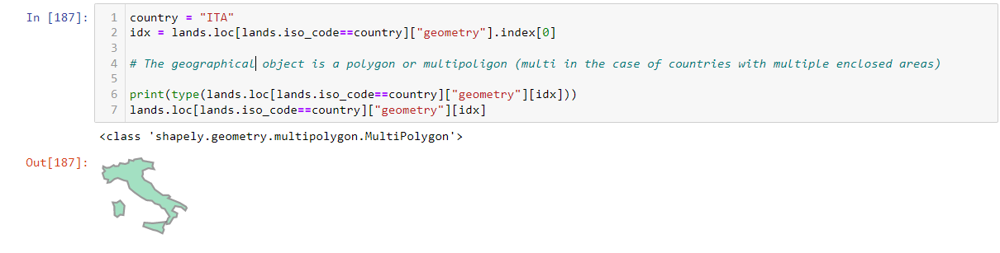 In [187]:
1 country = "ITA"
2 idx = lands.loc[lands.iso_code==country]["geometry"].index[0]
3
4 # The geographical object is a polygon or multipoligon (multi in the case of countries with multiple enclosed areas)
5
6 print(type(lands.loc[lands.iso_code==country]["geometry"][idx]))
7 lands.loc[lands.iso_code==country]["geometry"][idx]
<class 'shapely.geometry.multipolygon.MultiPolygon'>
Out[187]: